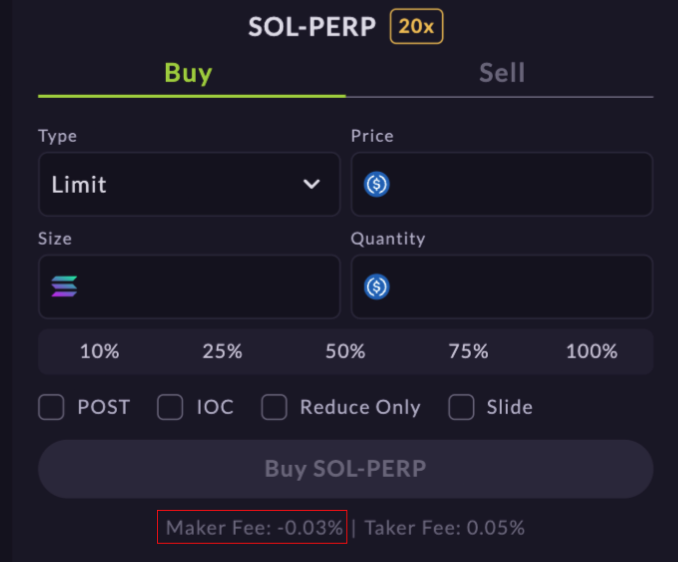 SOL-PERP 20x
Buy Sell
Type Price
Limit
Size Quantity
10% 25% 50% 75% 100%
POST IOC Reduce Only Slide
Buy SOL-PERP
Maker Fee: -0.03% | Taker Fee: 0.05%